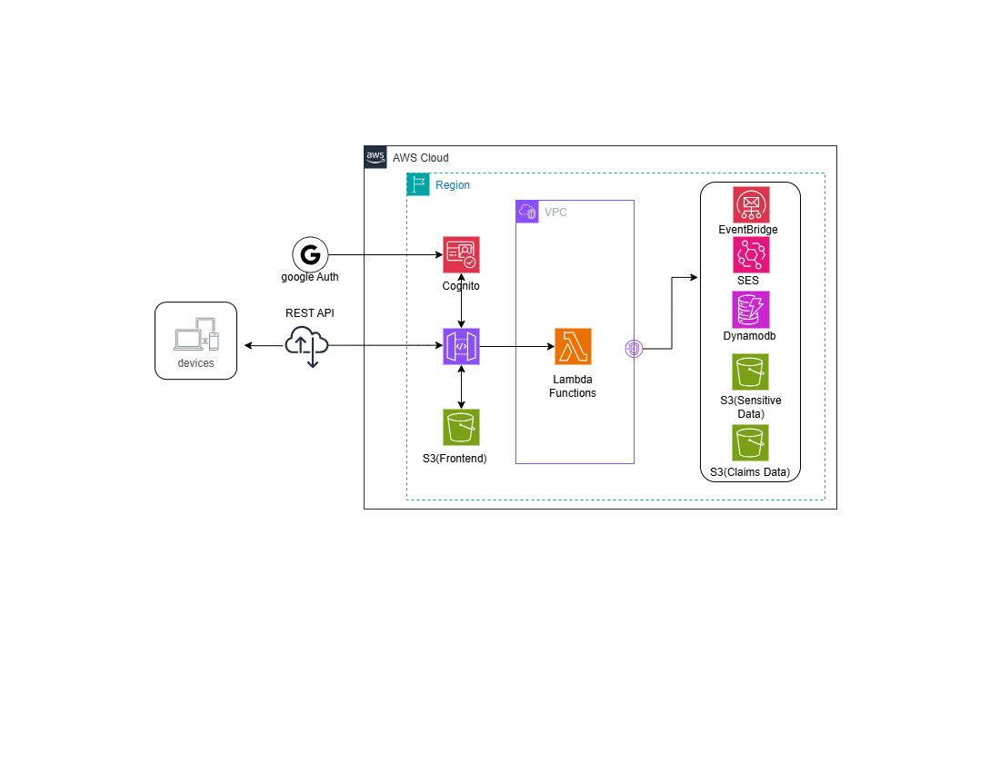 aws
AWS Cloud
Region
VPC
EventBridge
SES
Dynamodb
S3(Sensitive
Data)
S3(Claims Data)
G
google Auth
Cognito
REST API
devices
</>
Lambda
Functions
S3(Frontend)